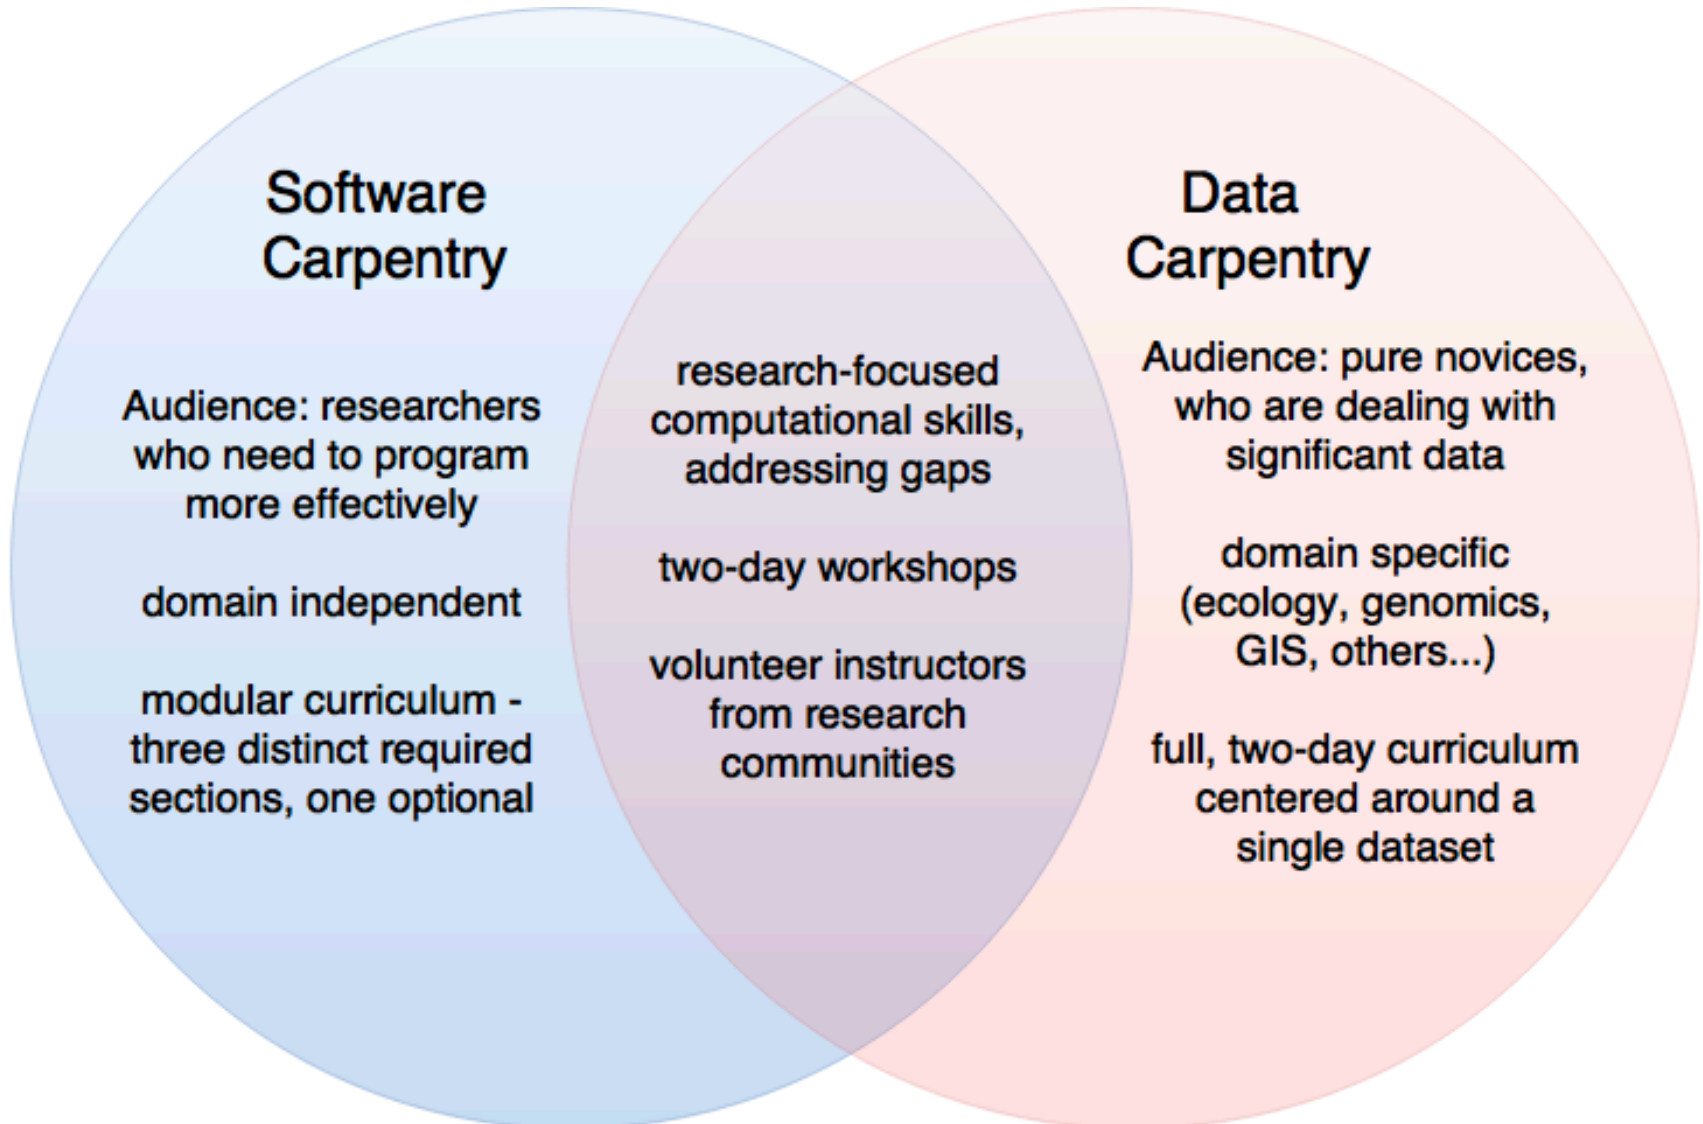 Software
Carpentry
Audience: researchers
who need to program
more effectively
domain independent
modular curriculum -
three distinct required
sections, one optional
research-focused
computational skills,
addressing gaps
two-day workshops
volunteer instructors
from research
communities
Data
Carpentry
Audience: pure novices,
who are dealing with
significant data
domain specific
(ecology, genomics,
GIS, others...)
full, two-day curriculum
centered around a
single dataset